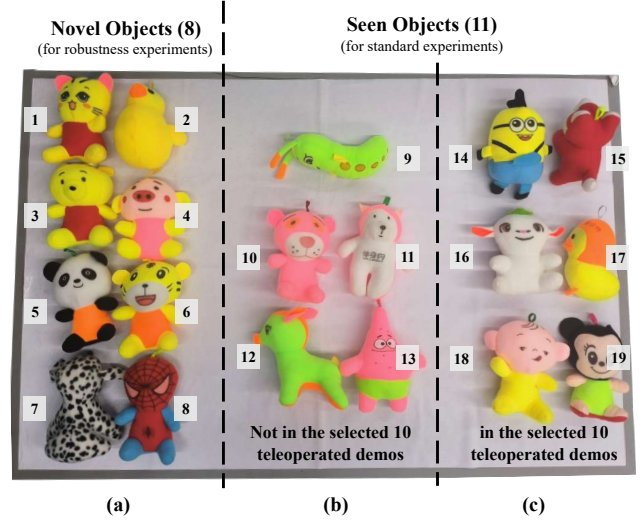 Novel Objects (8)
(for robustness experiments)
Seen Objects (11)
(for standard experiments)
1
2
3
4
5
6
7
8
9
10
11
12
13
Not in the selected 10
teleoperated demos
14
15
16
17
18
19
in the selected 10
teleoperated demos
(a)
(b)
(c)